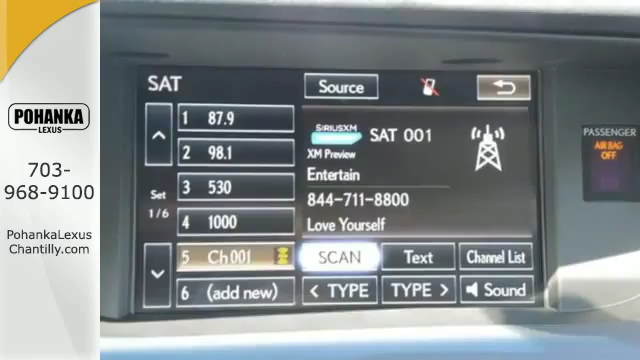 POHANKA
LEXUS
703-
968-9100
PohankaLexus
Chantilly.com
SAT
Source
1 87.9
2 98.1
3 530
4 1000
5 Ch001
6 (add new)
Set
1/6
SIRIUSXM
SAT 001
XM Preview
Entertain
844-711-8800
Love Yourself
SCAN
Text
Channel List
< TYPE
TYPE >
Sound
PASSENGER
AIR BAG
OFF